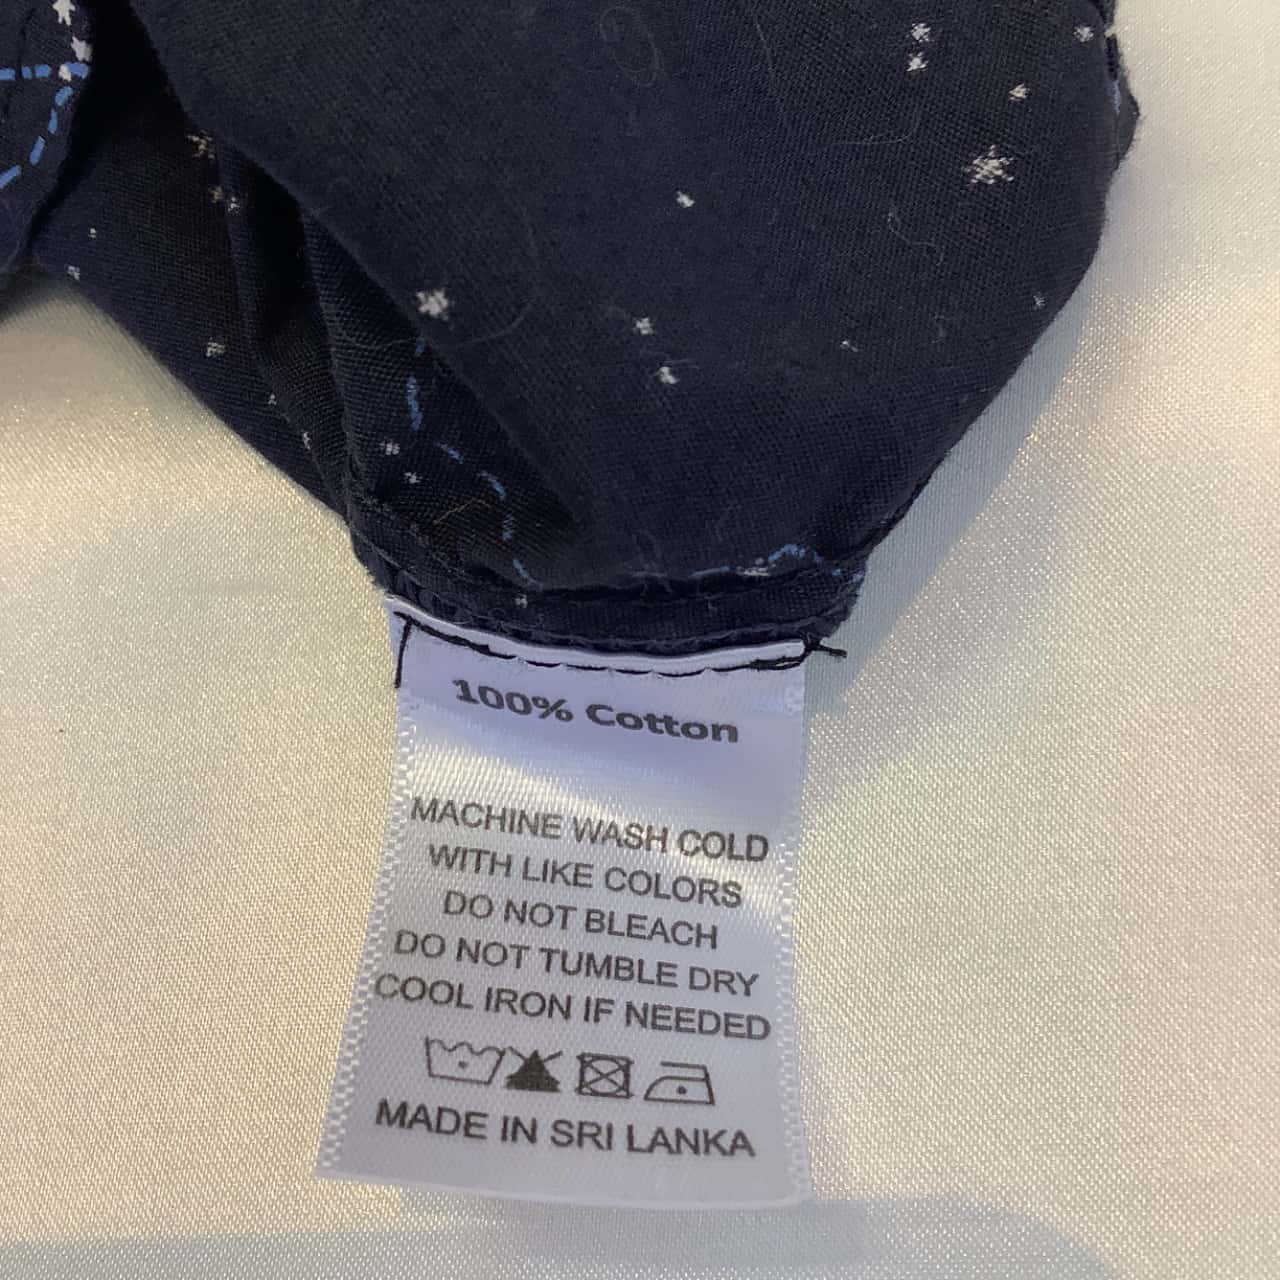 100% Cotton
MACHINE WASH COLD
WITH LIKE COLORS
DO NOT BLEACH
DO NOT TUMBLE DRY
COOL IRON IF NEEDED
MADE IN SRI LANKA